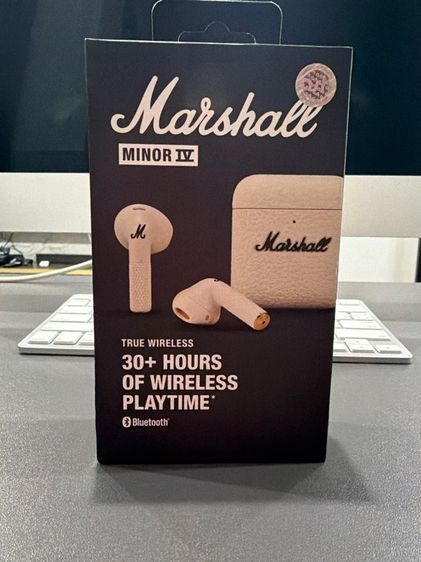 Marshall
MINOR IV
M
Marshall
TRUE WIRELESS
30+ HOURS
OF WIRELESS
PLAYTIME*
Bluetooth®